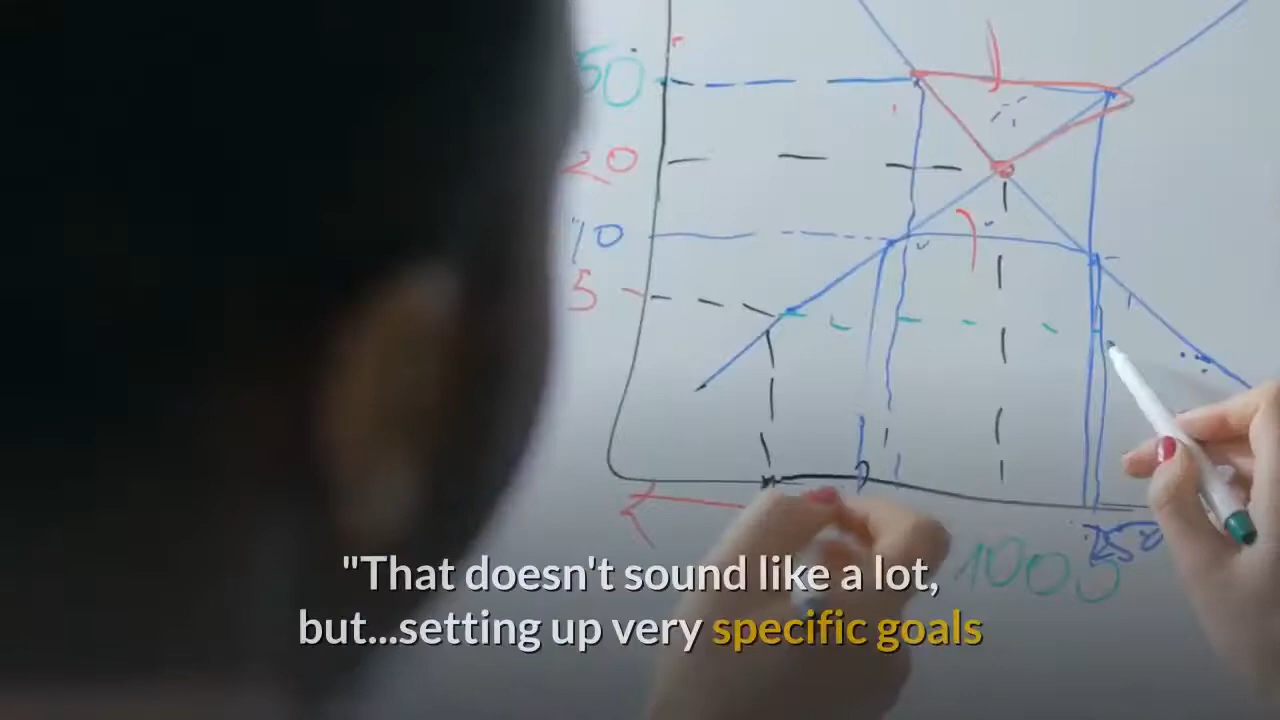 50
20
10
5
1000
"That doesn't sound like a lot,
but...setting up very specific goals